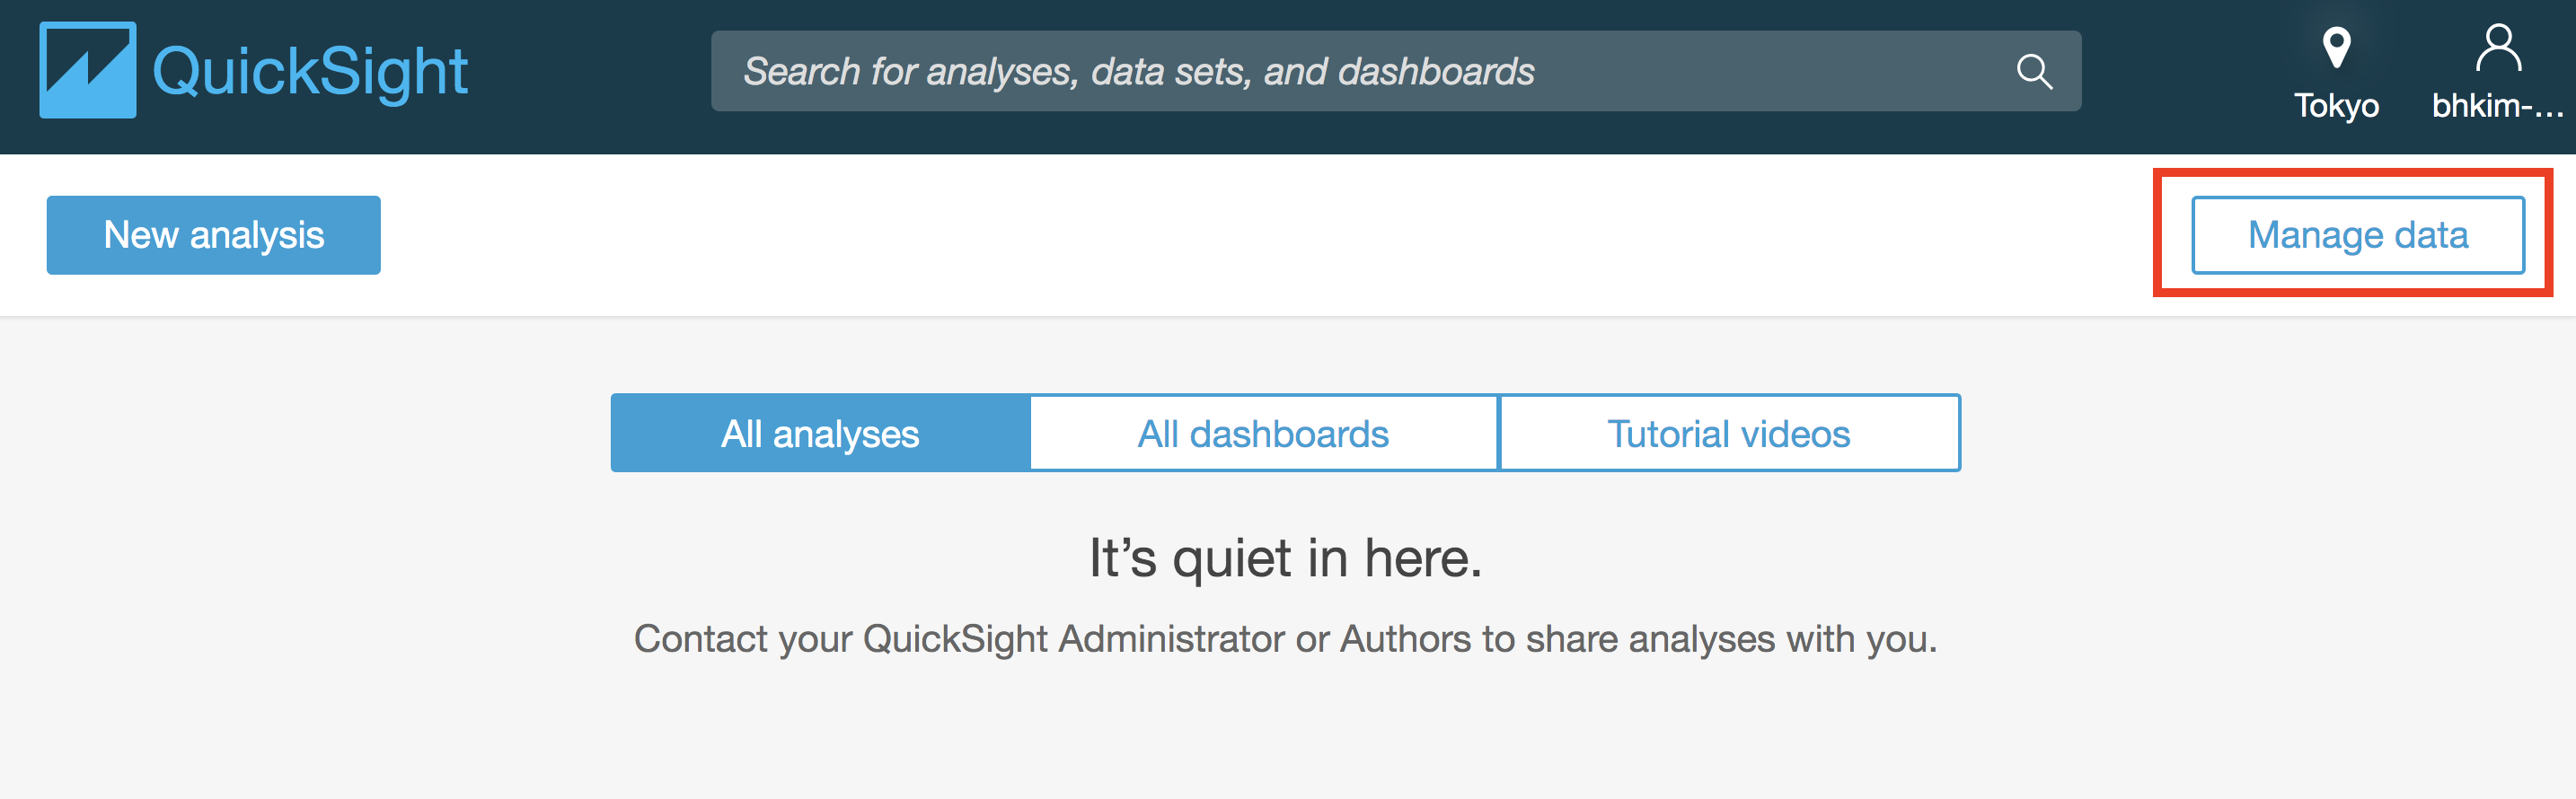 QuickSight
Search for analyses, data sets, and dashboards
Tokyo
bhkim-...
New analysis
Manage data
All analyses
All dashboards
Tutorial videos
It’s quiet in here.
Contact your QuickSight Administrator or Authors to share analyses with you.